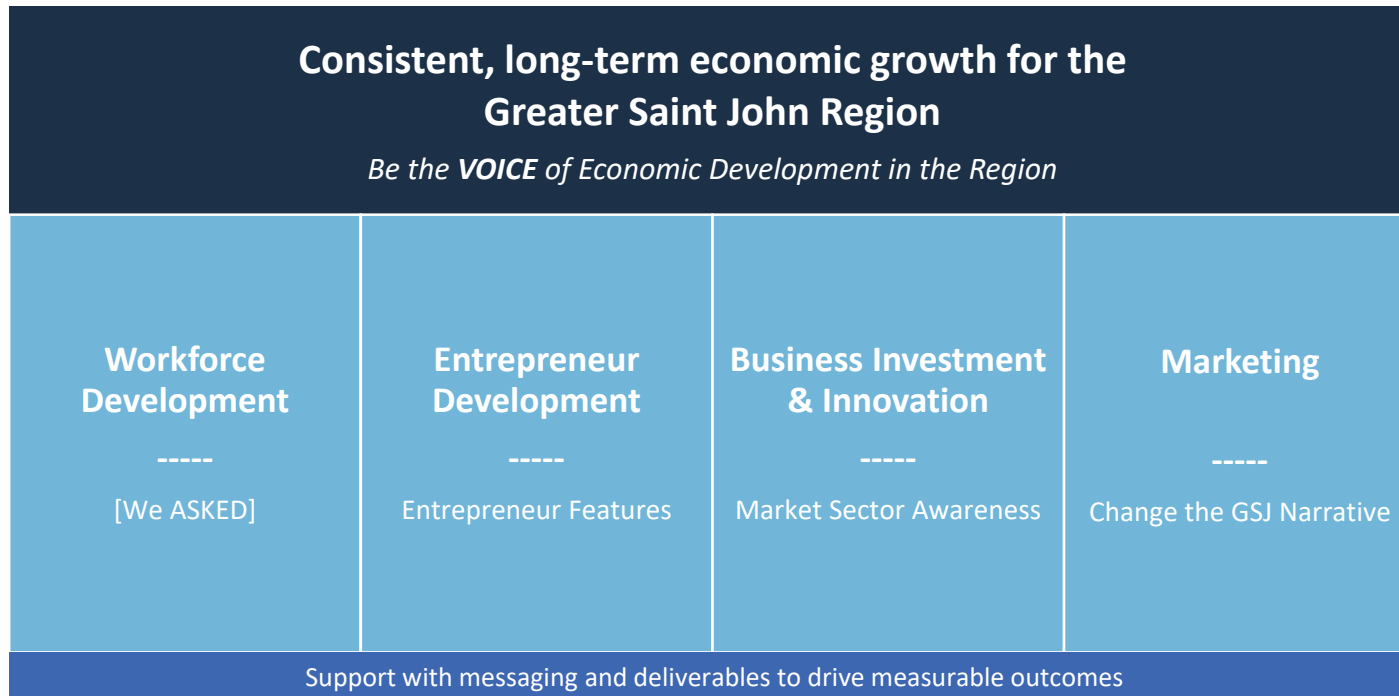 Consistent, long-term economic growth for the
Greater Saint John Region
Be the VOICE of Economic Development in the Region
Workforce
Development
-----
[We ASKED]
Entrepreneur
Development
-----
Entrepreneur Features
Business Investment
& Innovation
-----
Market Sector Awareness
Marketing
-----
Change the GSJ Narrative
Support with messaging and deliverables to drive measurable outcomes